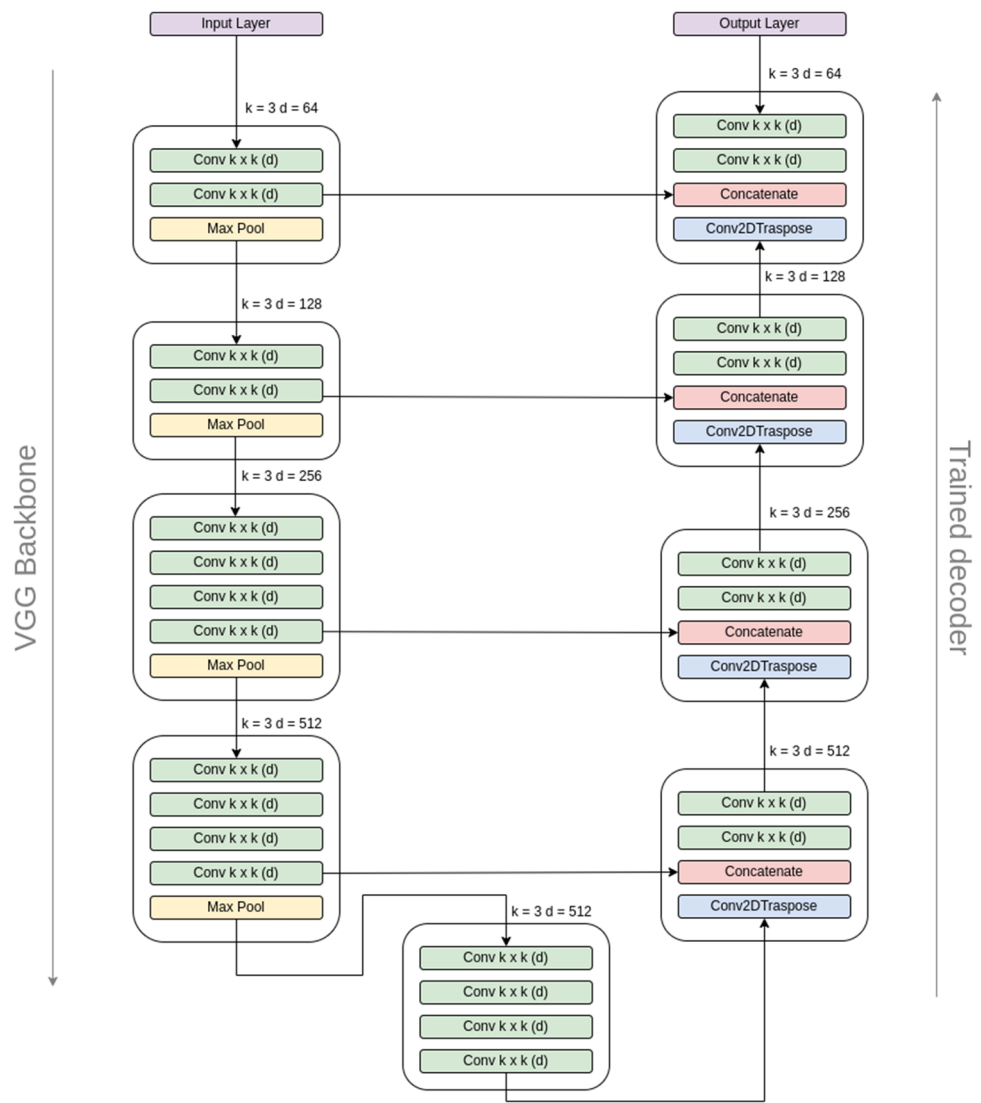 Input Layer
k = 3 d = 64
Conv k x k (d)
Conv k x k (d)
Max Pool
k = 3 d = 128
Conv k x k (d)
Conv k x k (d)
Max Pool
k = 3 d = 256
Conv k x k (d)
Conv k x k (d)
Conv k x k (d)
Conv k x k (d)
Max Pool
k = 3 d = 512
Conv k x k (d)
Conv k x k (d)
Conv k x k (d)
Conv k x k (d)
Max Pool
VGG Backbone
k = 3 d = 512
Conv k x k (d)
Conv k x k (d)
Conv k x k (d)
Conv k x k (d)
Output Layer
k = 3 d = 64
Conv k x k (d)
Conv k x k (d)
Concatenate
Conv2DTraspose
k = 3 d = 128
Conv k x k (d)
Conv k x k (d)
Concatenate
Conv2DTraspose
k = 3 d = 256
Conv k x k (d)
Conv k x k (d)
Concatenate
Conv2DTraspose
k = 3 d = 512
Conv k x k (d)
Conv k x k (d)
Concatenate
Conv2DTraspose
Trained decoder